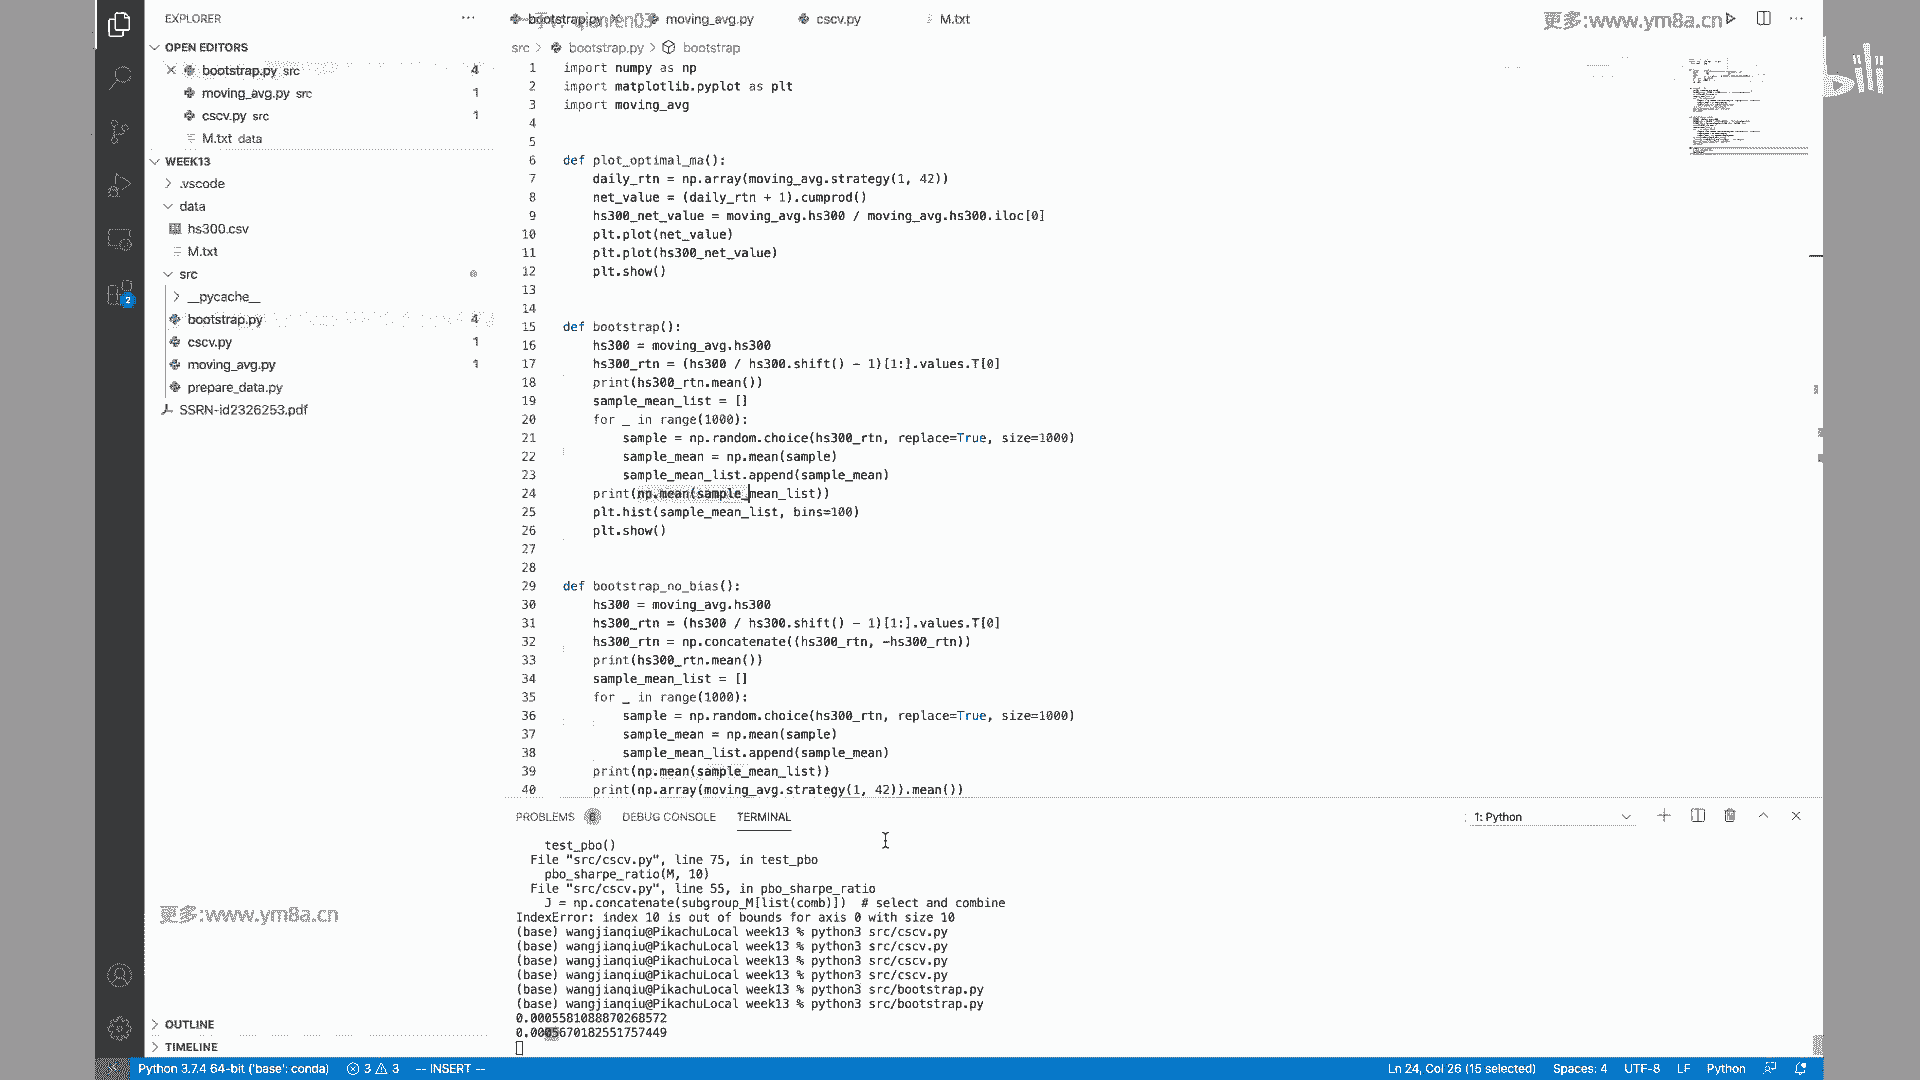 EXPLORER
OPEN EDITORS
bootstrap.py src 4
moving_avg.py src 1
cscv.py src 1
M.txt data
WEEK13
.vscode
data
hs300.csv
M.txt
src
__pycache__
bootstrap.py 4
cscv.py 1
moving_avg.py 1
prepare_data.py
SSRN-id2326253.pdf
OUTLINE
TIMELINE
2
bootstrap.py moving_avg.py cscv.py M.txt
更多:www.ym8a.cn
bili
src > bootstrap.py > bootstrap
1 import numpy as np
2 import matplotlib.pyplot as plt
3 import moving_avg
4
5
6 def plot_optimal_ma():
7 daily_rtn = np.array(moving_avg.strategy(1, 42))
8 net_value = (daily_rtn + 1).cumprod()
9 hs300_net_value = moving_avg.hs300 / moving_avg.hs300.iloc[0]
10 plt.plot(net_value)
11 plt.plot(hs300_net_value)
12 plt.show()
13
14
15 def bootstrap():
16 hs300 = moving_avg.hs300
17 hs300_rtn = (hs300 / hs300.shift() - 1)[1:].values.T[0]
18 print(hs300_rtn.mean())
19 sample_mean_list = []
20 for _ in range(1000):
21 sample = np.random.choice(hs300_rtn, replace=True, size=1000)
22 sample_mean = np.mean(sample)
23 sample_mean_list.append(sample_mean)
24 print(np.mean(sample_mean_list))
25 plt.hist(sample_mean_list, bins=100)
26 plt.show()
27
28
29 def bootstrap_no_bias():
30 hs300 = moving_avg.hs300
31 hs300_rtn = (hs300 / hs300.shift() - 1)[1:].values.T[0]
32 hs300_rtn = np.concatenate((hs300_rtn, -hs300_rtn))
33 print(hs300_rtn.mean())
34 sample_mean_list = []
35 for _ in range(1000):
36 sample = np.random.choice(hs300_rtn, replace=True, size=1000)
37 sample_mean = np.mean(sample)
38 sample_mean_list.append(sample_mean)
39 print(np.mean(sample_mean_list))
40 print(np.array(moving_avg.strategy(1, 42)).mean())
PROBLEMS 6 DEBUG CONSOLE TERMINAL 1: Python
test_pbo()
File "src/cscv.py", line 75, in test_pbo
pbo_sharpe_ratio(M, 10)
File "src/cscv.py", line 55, in pbo_sharpe_ratio
J = np.concatenate(subgroup_M[list(comb)]) # select and combine
IndexError: index 10 is out of bounds for axis 0 with size 10
(base) wangjianqiu@PikachuLocal week13 % python3 src/cscv.py
(base) wangjianqiu@PikachuLocal week13 % python3 src/cscv.py
(base) wangjianqiu@PikachuLocal week13 % python3 src/cscv.py
(base) wangjianqiu@PikachuLocal week13 % python3 src/cscv.py
(base) wangjianqiu@PikachuLocal week13 % python3 src/bootstrap.py
(base) wangjianqiu@PikachuLocal week13 % python3 src/bootstrap.py
0.0005581088870268572
0.0005670182551757449
更多:www.ym8a.cn
Python 3.7.4 64-bit ('base': conda) 3 3 -- INSERT -- Ln 24, Col 26 (15 selected) Spaces: 4 UTF-8 LF Python